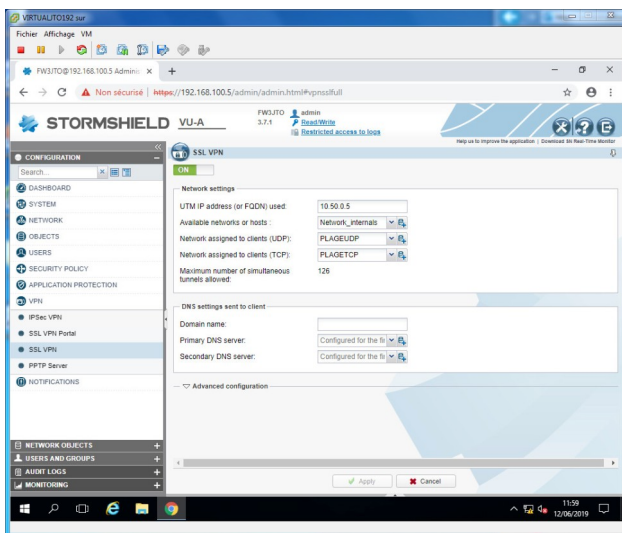 VIRTUALITO192 sur
Fichier Affichage VM
FW3JTO@192.168.100.5 Admini
Non sécurisé | https://192.168.100.5/admin/admin.html#vpnsslfull
STORMSHIELD VU-A
FW3JTO
3.7.1
admin
Read/Write
Restricted access to logs
Help us to improve the application | Download SN Real-Time Monitor
CONFIGURATION
Search...
DASHBOARD
SYSTEM
NETWORK
OBJECTS
USERS
SECURITY POLICY
APPLICATION PROTECTION
VPN
IPSec VPN
SSL VPN Portal
SSL VPN
PPTP Server
NOTIFICATIONS
NETWORK OBJECTS
USERS AND GROUPS
AUDIT LOGS
MONITORING
SSL VPN
ON
Network settings
UTM IP address (or FQDN) used: 10.50.0.5
Available networks or hosts : Network_internals
Network assigned to clients (UDP): PLAGEUDP
Network assigned to clients (TCP): PLAGETCP
Maximum number of simultaneous 126
tunnels allowed:
DNS settings sent to client
Domain name:
Primary DNS server: Configured for the fir
Secondary DNS server: Configured for the fir
Advanced configuration
Apply Cancel
11:59
12/06/2019